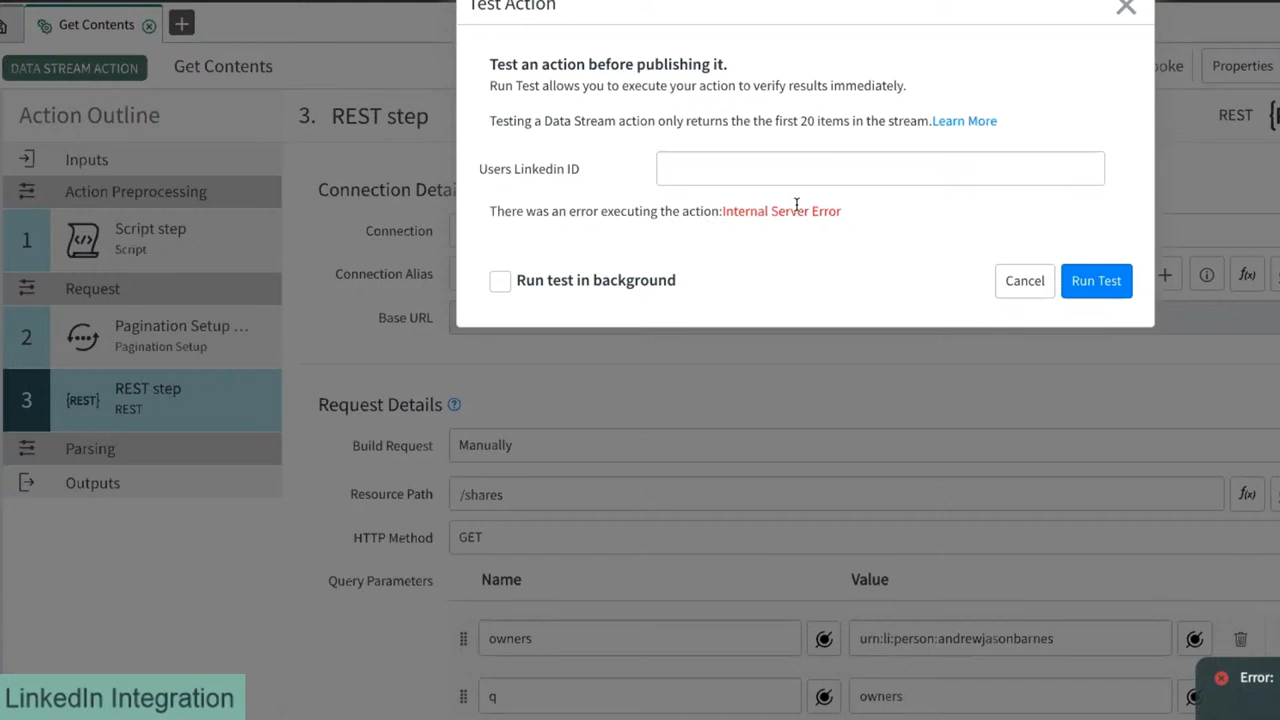 Test Action
Get Contents
DATA STREAM ACTION
Get Contents
Properties
Action Outline
3. REST step
REST
Inputs
Action Preprocessing
1
Script step
Script
Request
2
Pagination Setup ...
Pagination Setup
3
{REST}
REST step
REST
Parsing
Outputs
Test an action before publishing it.
Run Test allows you to execute your action to verify results immediately.
Testing a Data Stream action only returns the the first 20 items in the stream.Learn More
Users Linkedin ID
There was an error executing the action:Internal Server Error
Run test in background
Cancel
Run Test
Connection
Connection Alias
f(x)
Base URL
Request Details
Build Request
Manually
Resource Path
/shares
f(x)
HTTP Method
GET
Query Parameters
Name
Value
owners
urn:li:person:andrewjasonbarnes
q
owners
LinkedIn Integration
Error: